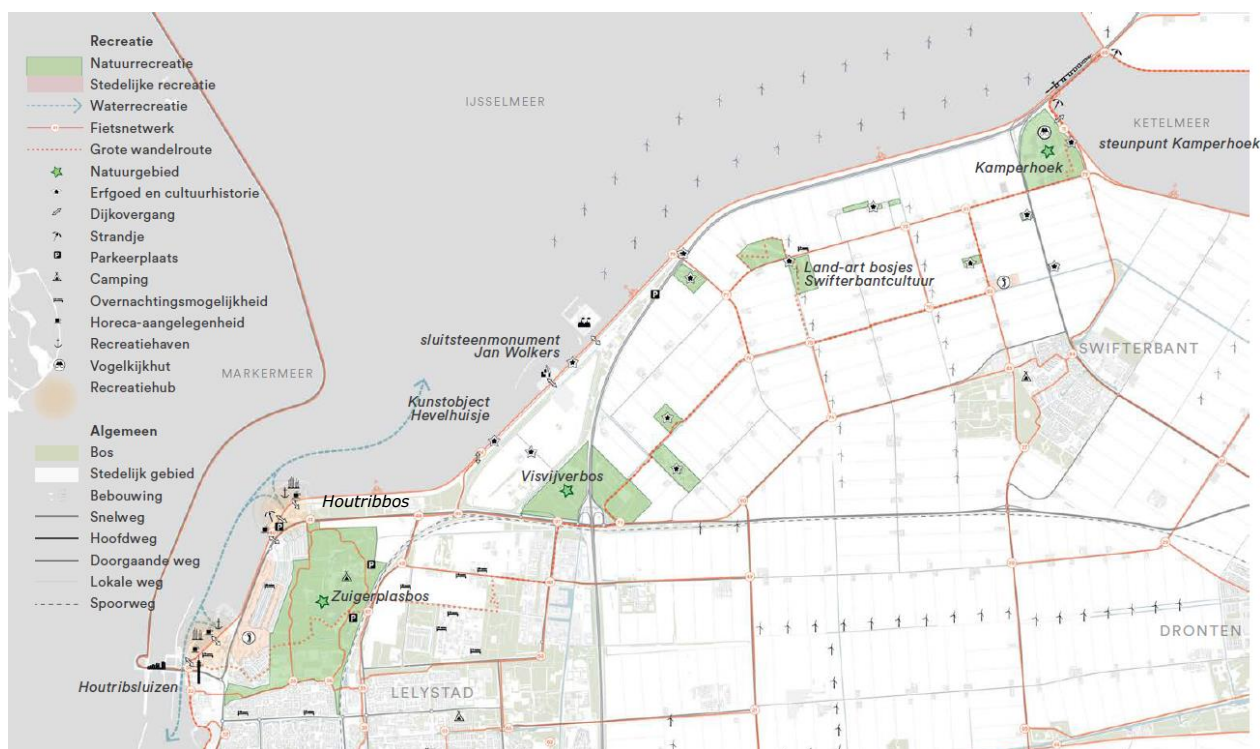 Recreatie
Natuurrecreatie
Stedelijke recreatie
Waterrecreatie
Fietsnetwerk
Grote wandelroute
Natuurgebied
Erfgoed en cultuurhistorie
Dijkovergang
Strandje
Parkeerplaats
Camping
Overnachtingsmogelijkheid
Horeca-aangelegenheid
Recreatiehaven
Vogelkijkhut
Recreatiehub
Algemeen
Bos
Stedelijk gebied
Bebouwing
Snelweg
Hoofdweg
Doorgaande weg
Lokale weg
Spoorweg
IJSSELMEER
KETELMEER
steunpunt Kamperhoek
Kamperhoek
Land-art bosjes
Swifterbantcultuur
sluitsteenmonument
Jan Wolkers
SWIFTERBANT
MARKERMEER
Kunstobject
Hevelhuisje
Visvijverbos
Houtribbos
Zuigerplasbos
DRONTEN
Houtribsluizen
LELYSTAD